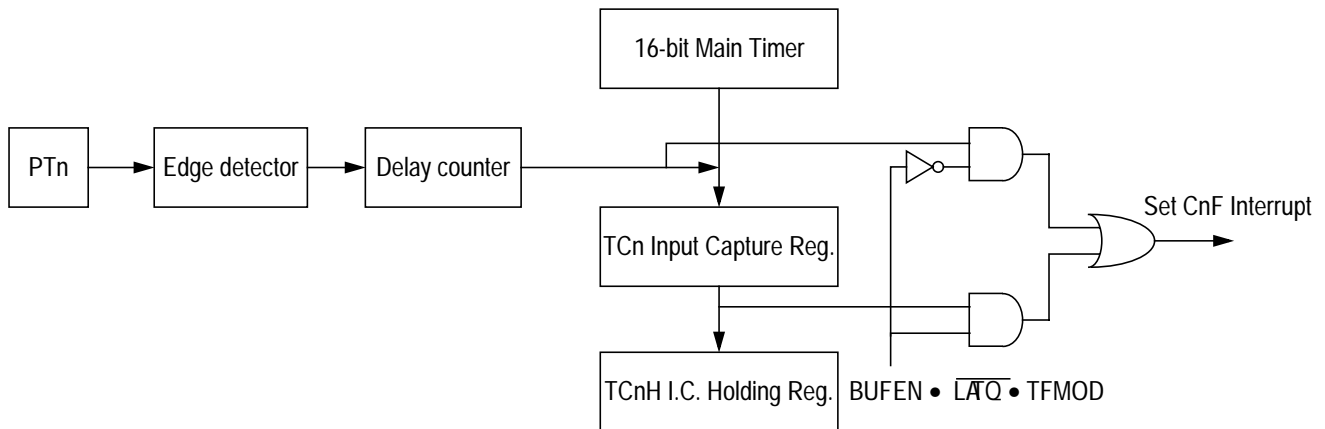 16-bit Main Timer
PTn
Edge detector
Delay counter
Set CnF Interrupt
TCn Input Capture Reg.
TCnH I.C. Holding Reg.
BUFEN • LATQ • TFMOD